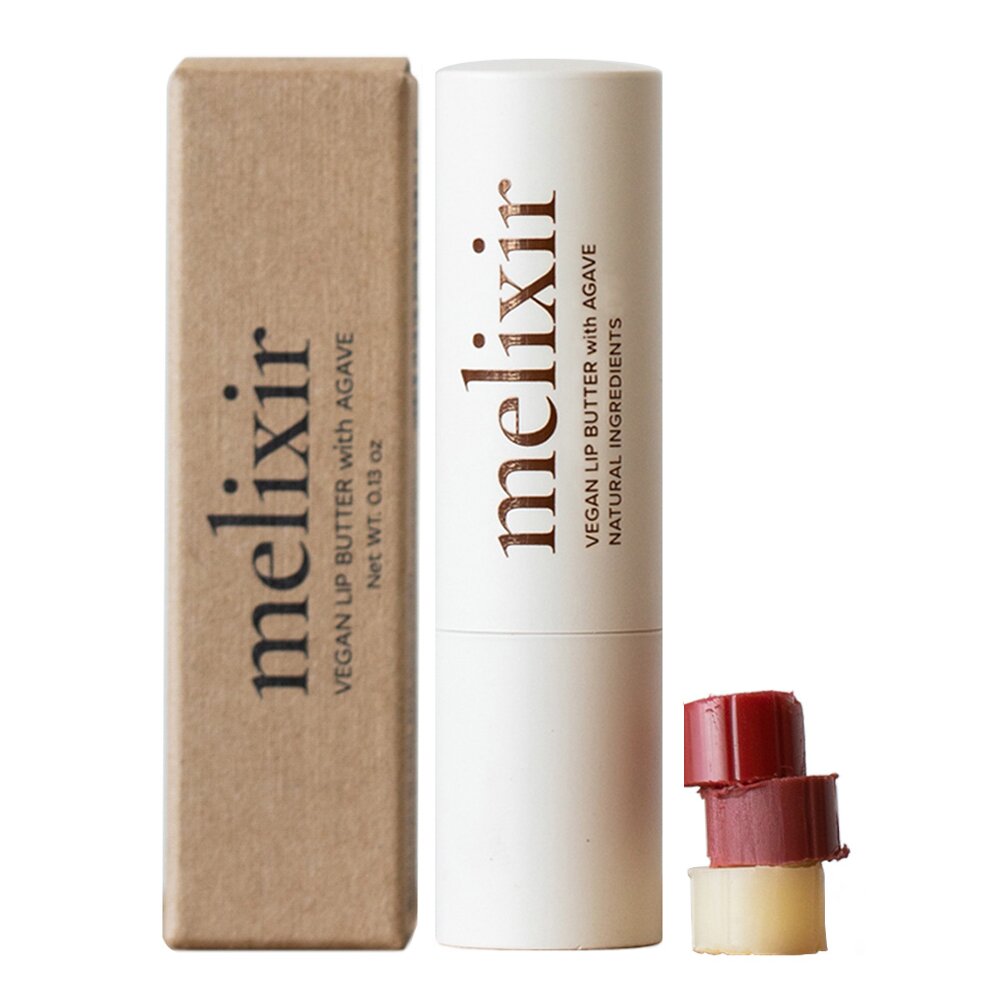 melixir
VEGAN LIP BUTTER with AGAVE
Net WT. 0.13 oz
melixir
VEGAN LIP BUTTER with AGAVE
NATURAL INGREDIENTS